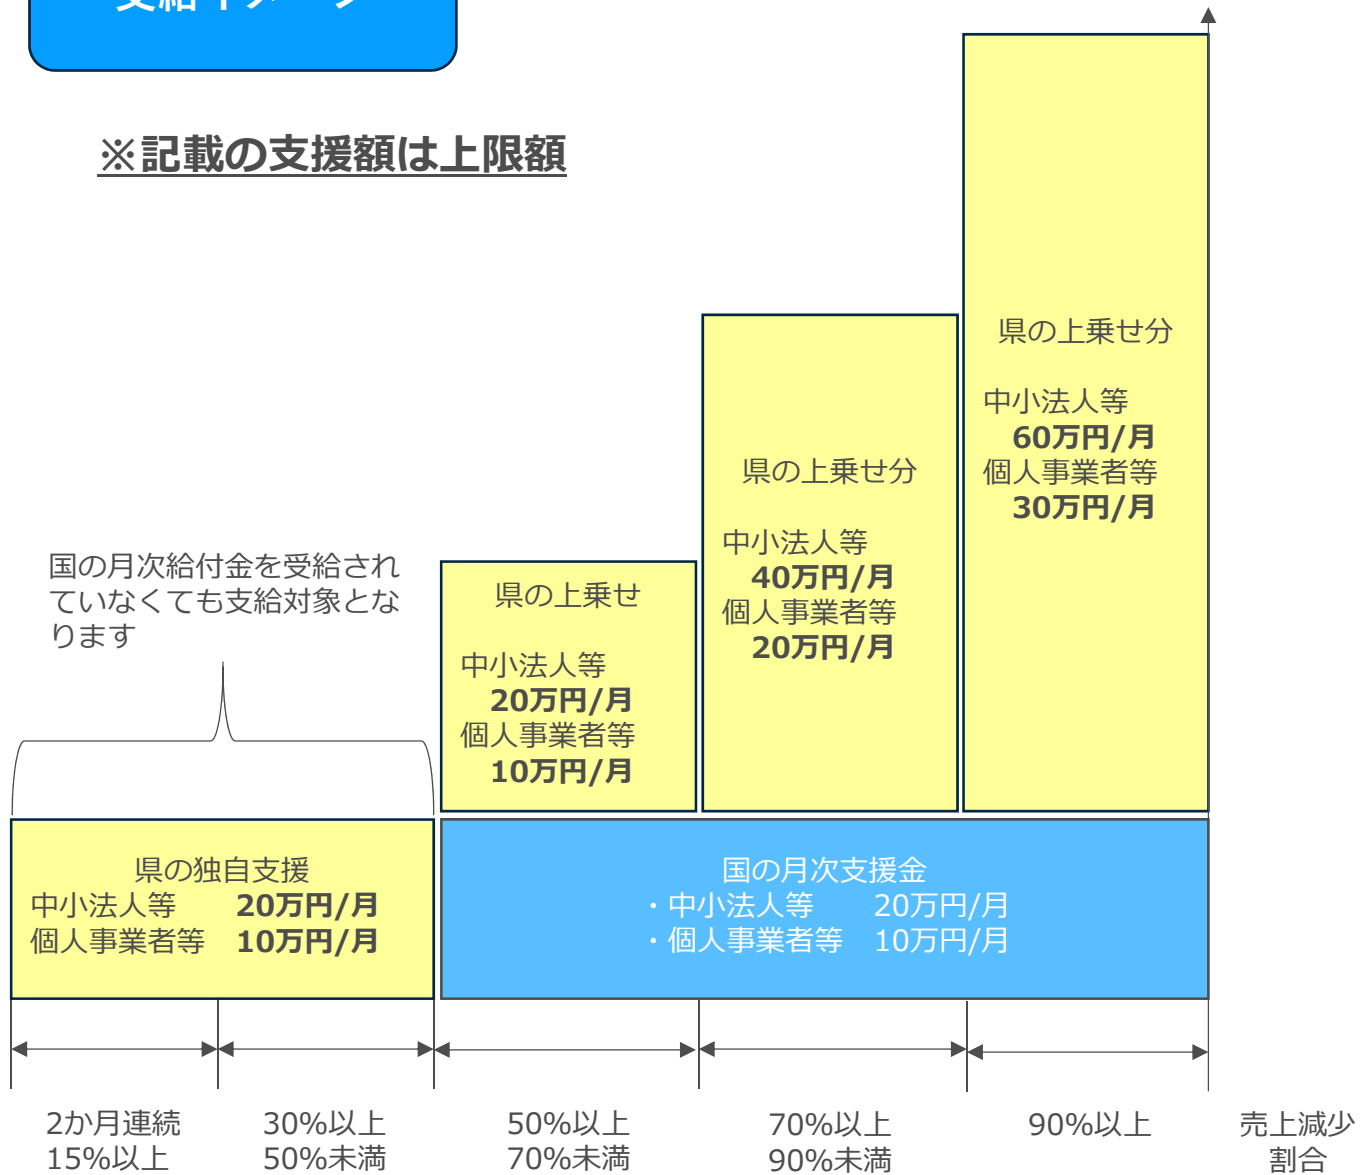 支給イメージ
※記載の支援額は上限額
県の上乗せ分
中小法人等
60万円/月
個人事業者等
30万円/月
県の上乗せ分
中小法人等
40万円/月
個人事業者等
20万円/月
県の上乗せ
中小法人等
20万円/月
個人事業者等
10万円/月
国の月次給付金を受給され
ていなくても支給対象とな
ります
県の独自支援
中小法人等 20万円/月
個人事業者等 10万円/月
国の月次支援金
・中小法人等 20万円/月
・個人事業者等 10万円/月
2か月連続
15%以上
30%以上
50%未満
50%以上
70%未満
70%以上
90%未満
90%以上
売上減少
割合